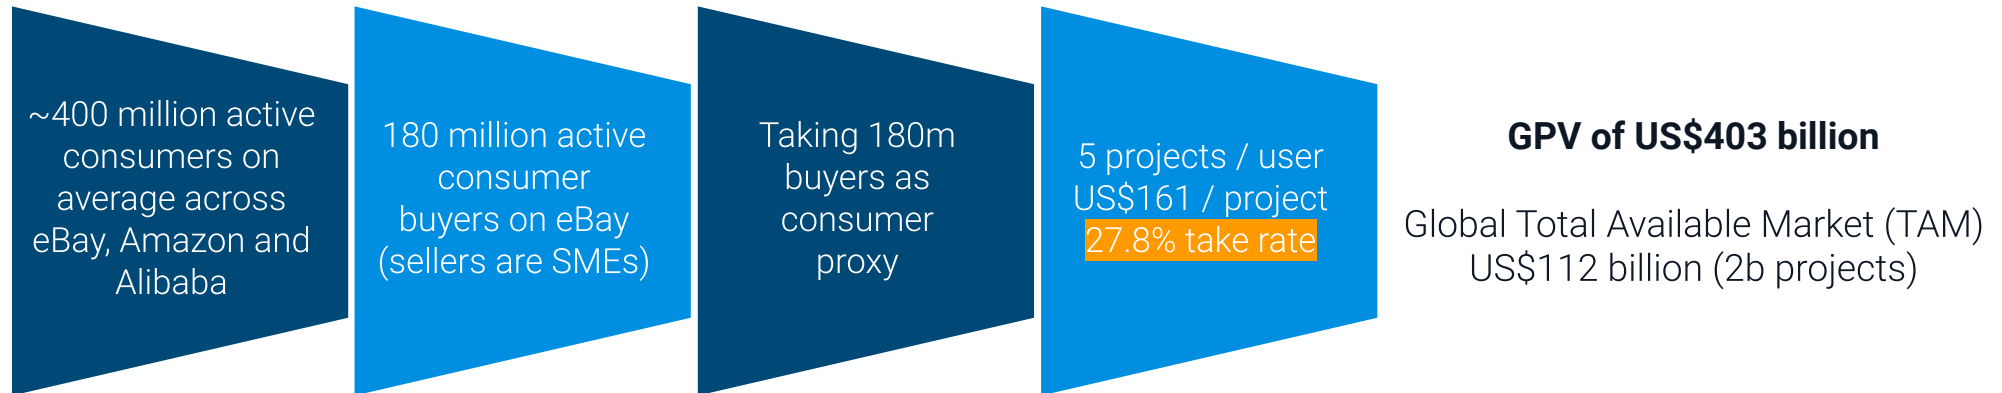 ~400 million active
consumers on
average across
eBay, Amazon and
Alibaba
180 million active
consumer
buyers on eBay
(sellers are SMEs)
Taking 180m
buyers as
consumer
proxy
5 projects / user
US$161 / project
27.8% take rate
GPV of US$403 billion
Global Total Available Market (TAM)
US$112 billion (2b projects)